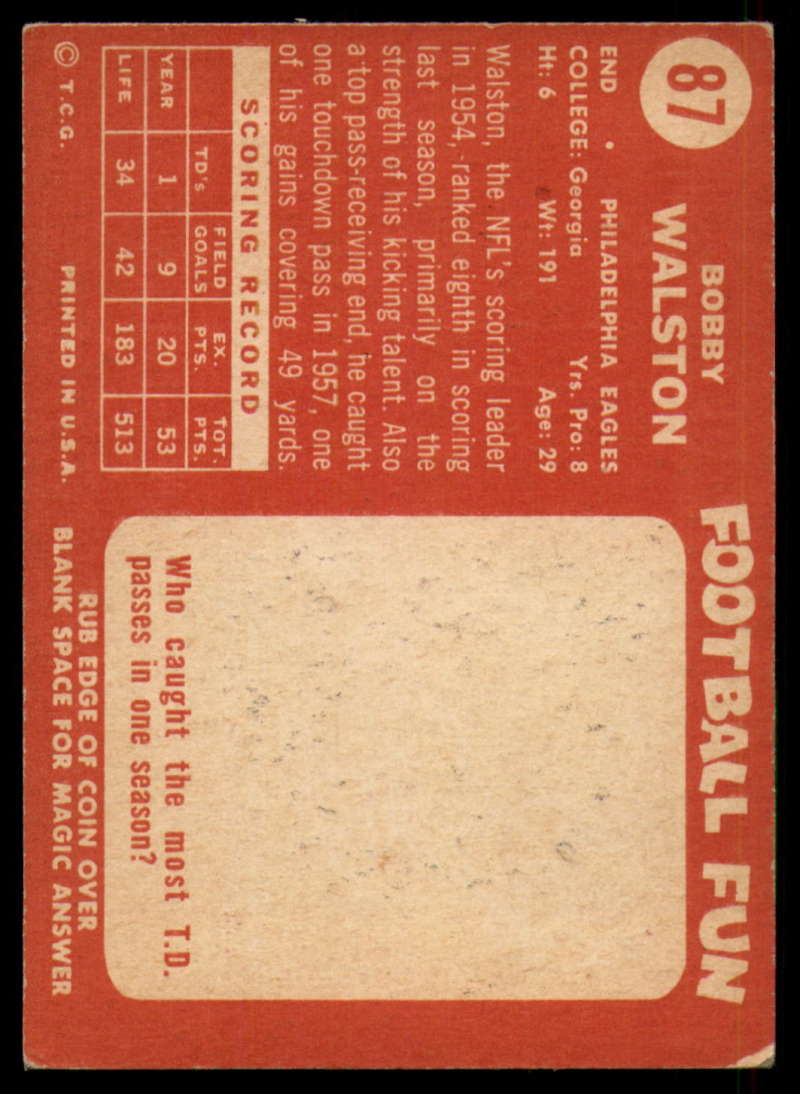 87
BOBBY
WALSTON
END • PHILADELPHIA EAGLES
COLLEGE: Georgia Yrs. Pro: 8
Ht: 6 Wt: 191 Age: 29
Walston, the NFL's scoring leader
in 1954, ranked eighth in scoring
last season, primarily on the
strength of his kicking talent. Also
a top pass-receiving end, he caught
one touchdown pass in 1957, one
of his gains covering 49 yards.
SCORING RECORD
TD's FIELD GOALS EX. PTS. TOT. PTS.
YEAR 1 9 20 53
LIFE 34 42 183 513
© T.C.G. PRINTED IN U.S.A.
FOOTBALL FUN
Who caught the most T.D.
passes in one season?
RUB EDGE OF COIN OVER
BLANK SPACE FOR MAGIC ANSWER